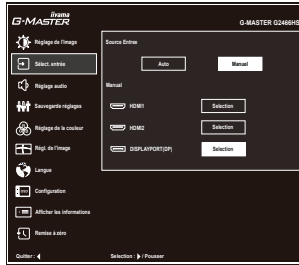 iiyama
G-MASTER
G-MASTER G2466HS
Réglage de l'image
Sélect. entrée
Réglage audio
Sauvegarde réglages
Réglage de la couleur
Régl. de l'image
Langue
Configuration
Afficher les informations
Remise à zéro
Source Entree
Auto
Manuel
Manual
HDMI1
Selection
HDMI2
Selection
DISPLAYPORT(DP)
Selection
Quitter :
Selection : / Pousser